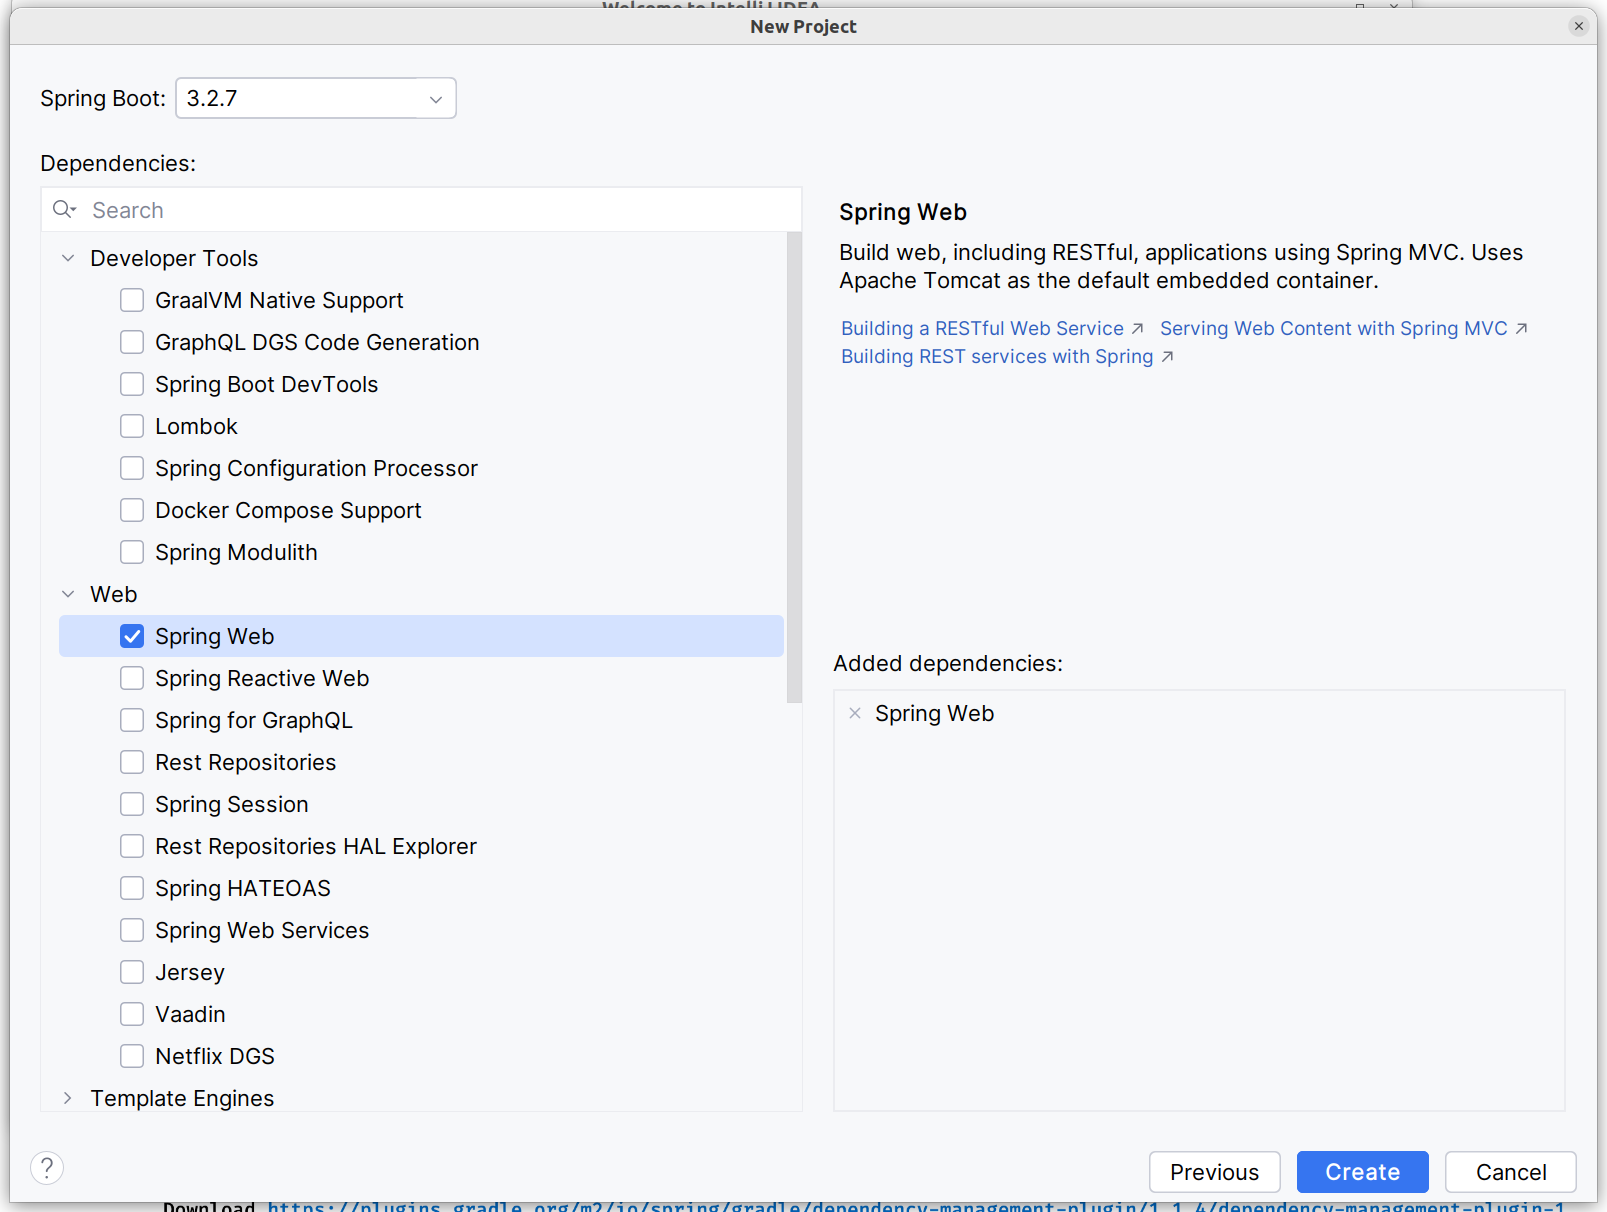 Welcome to IntelliJ IDEA
New Project
Spring Boot: 3.2.7
Dependencies:
Search
Developer Tools
GraalVM Native Support
GraphQL DGS Code Generation
Spring Boot DevTools
Lombok
Spring Configuration Processor
Docker Compose Support
Spring Modulith
Web
Spring Web
Spring Reactive Web
Spring for GraphQL
Rest Repositories
Spring Session
Rest Repositories HAL Explorer
Spring HATEOAS
Spring Web Services
Jersey
Vaadin
Netflix DGS
Template Engines
Spring Web
Build web, including RESTful, applications using Spring MVC. Uses
Apache Tomcat as the default embedded container.
Building a RESTful Web Service ↗ Serving Web Content with Spring MVC ↗
Building REST services with Spring ↗
Added dependencies:
Spring Web
?
Previous
Create
Cancel
Download https://plugins.gradle.org/m2/io/spring/gradle/dependency-management-plugin/1.1.4/dependency-management-plugin-1